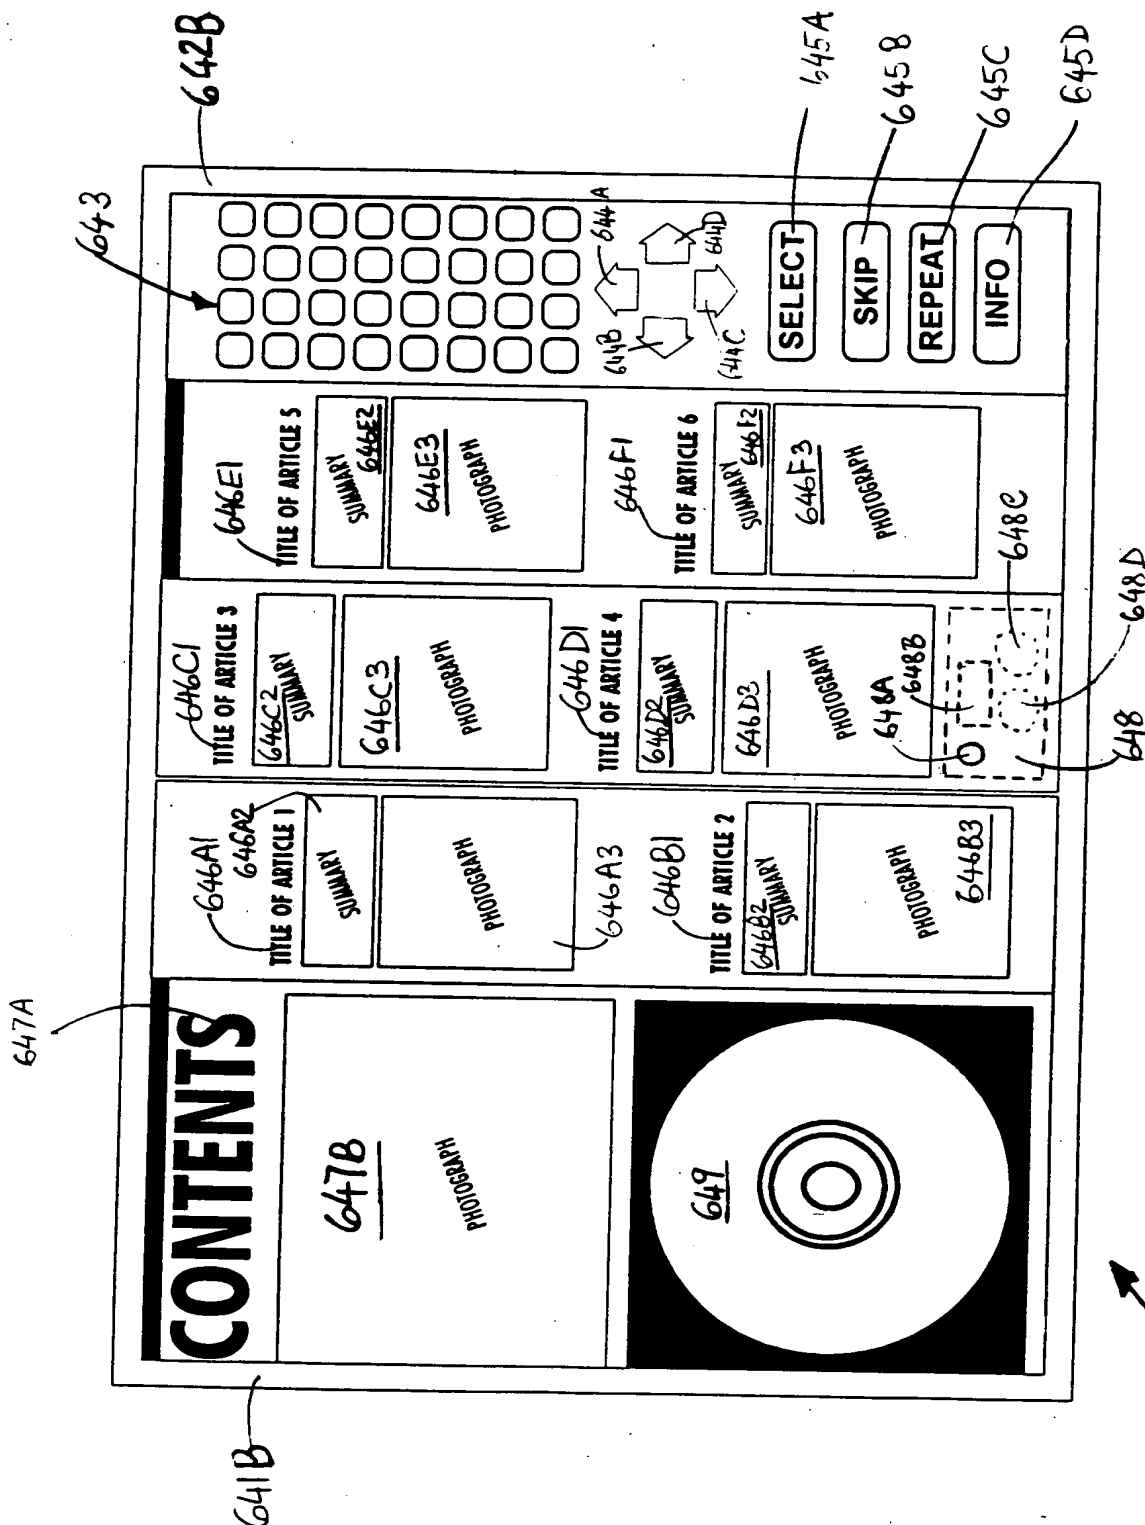 647A
641B
642B
643
CONTENTS
647B
PHOTOGRAPH
649
646A1
646A2
TITLE OF ARTICLE 1
SUMMARY
PHOTOGRAPH
646A3
646B1
TITLE OF ARTICLE 2
646B2
SUMMARY
PHOTOGRAPH
646B3
646C1
TITLE OF ARTICLE 3
646C2
SUMMARY
646C3
PHOTOGRAPH
646D1
TITLE OF ARTICLE 4
646D2
SUMMARY
646D3
PHOTOGRAPH
648A
648B
648C
648D
648
646E1
TITLE OF ARTICLE 5
SUMMARY
646E2
646E3
PHOTOGRAPH
646F1
TITLE OF ARTICLE 6
SUMMARY
646F2
646F3
PHOTOGRAPH
644A
644B
644C
644D
SELECT
SKIP
REPEAT
INFO
645A
645B
645C
645D